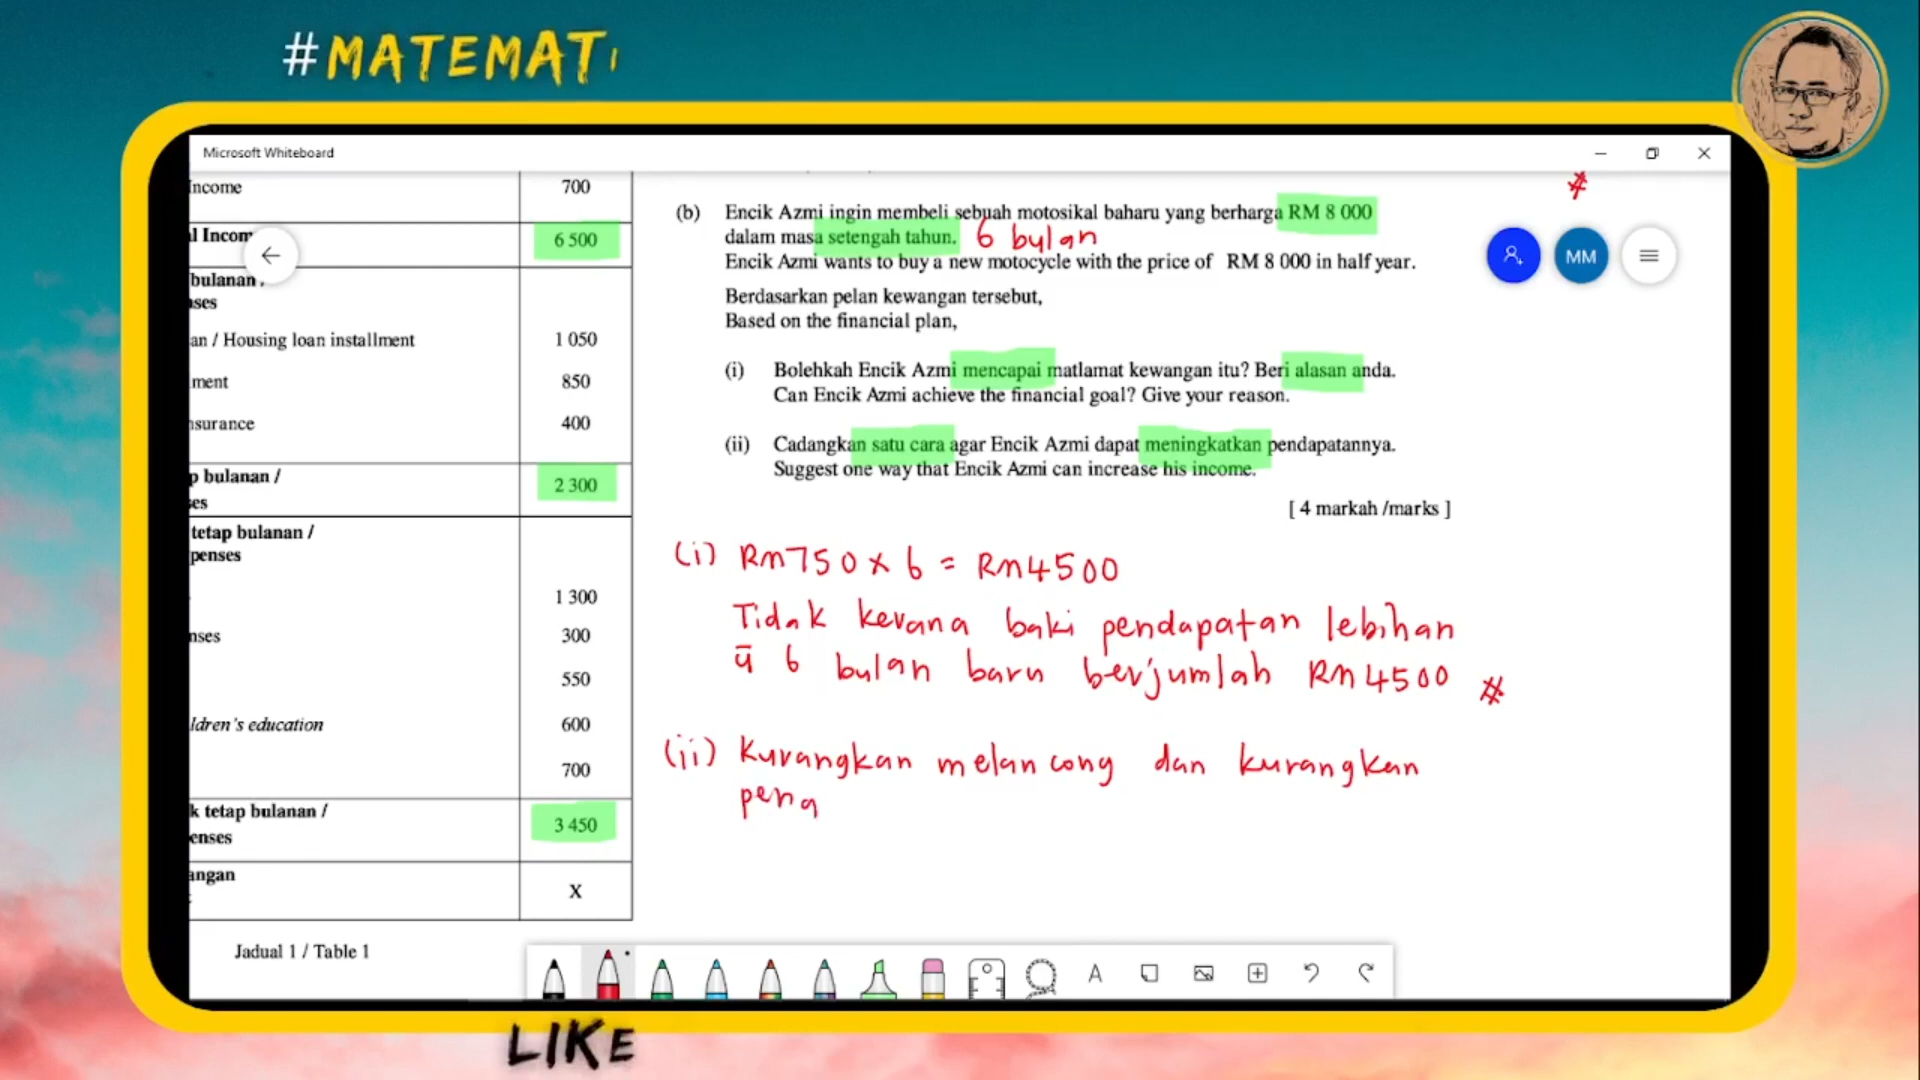 #MATEMATI
Microsoft Whiteboard
Income
700
l Incom
6 500
bulanan
ses
an / Housing loan installment
1 050
ment
850
nsurance
400
p bulanan /
es
2 300
tetap bulanan /
penses
1 300
nses
300
550
ldren's education
600
700
k tetap bulanan /
enses
3 450
angan
X
Jadual 1 / Table 1
(b) Encik Azmi ingin membeli sebuah motosikal baharu yang berharga RM 8 000
dalam masa setengah tahun. 6 bulan
Encik Azmi wants to buy a new motocycle with the price of RM 8 000 in half year.
Berdasarkan pelan kewangan tersebut,
Based on the financial plan,
(i) Bolehkah Encik Azmi mencapai matlamat kewangan itu? Beri alasan anda.
Can Encik Azmi achieve the financial goal? Give your reason.
(ii) Cadangkan satu cara agar Encik Azmi dapat meningkatkan pendapatannya.
Suggest one way that Encik Azmi can increase his income.
[ 4 markah /marks ]
(i) RM750 x 6 = RM4500
Tidak kerana baki pendapatan lebihan
ū 6 bulan baru berjumlah RM4500 #
(ii) Kurangkan melancong dan kurangkan
pena
#
MM
A
LIKE